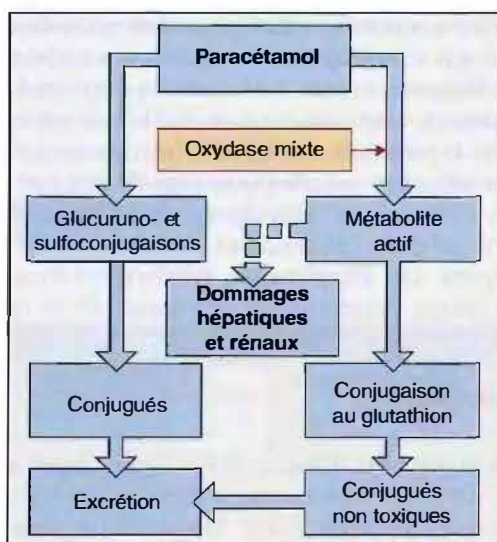 Paracétamol
Oxydase mixte
Glucurono- et
sulfoconjugaisons
Métabolite
actif
Dommages
hépatiques
et rénaux
Conjugués
Conjugaison
au glutathion
Excrétion
Conjugués
non toxiques